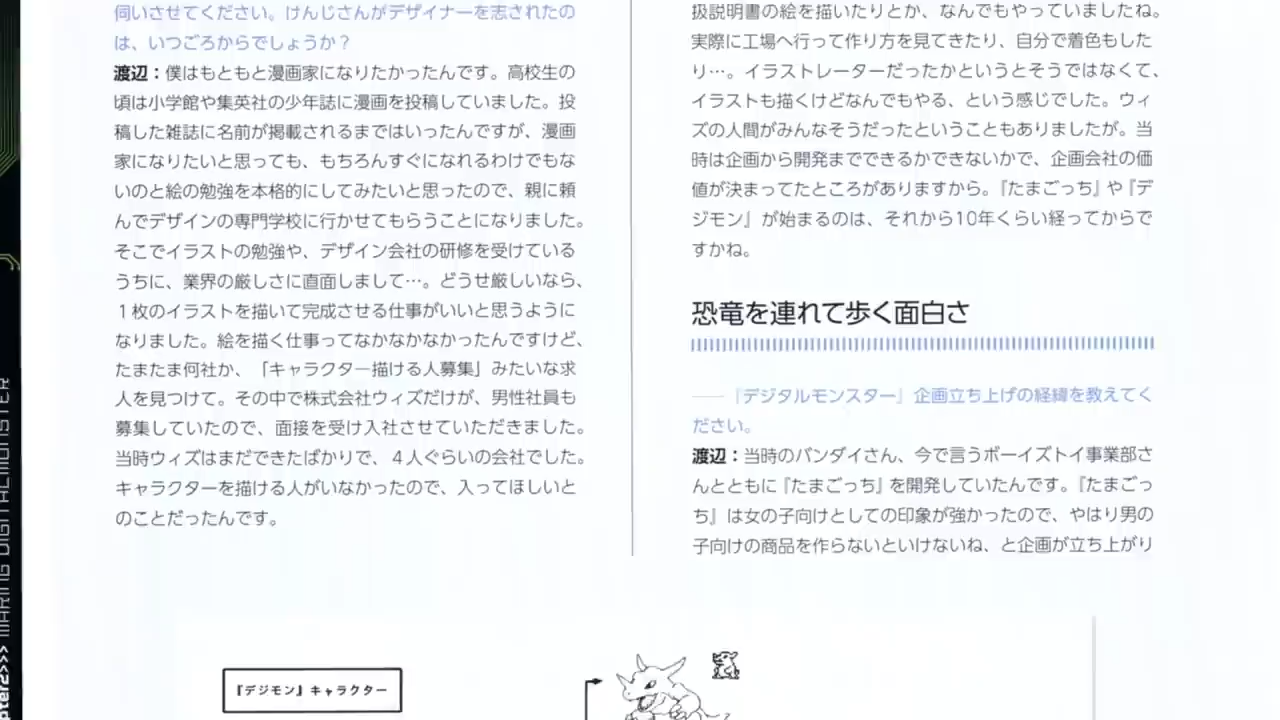 伺いさせてください。けんじさんがデザイナーを志されたの
は、いつごろからでしょうか？
渡辺：僕はもともと漫画家になりたかったんです。高校生の
頃は小学館や集英社の少年誌に漫画を投稿していました。投
稿した雑誌に名前が掲載されるまではいったんですが、漫画
家になりたいと思っても、もちろんすぐになれるわけでもな
いのと絵の勉強を本格的にしてみたいと思ったので、親に頼
んでデザインの専門学校に行かせてもらうことになりました。
そこでイラストの勉強や、デザイン会社の研修を受けている
うちに、業界の厳しさに直面しまして…。どうせ厳しいなら、
１枚のイラストを描いて完成させる仕事がいいと思うように
なりました。絵を描く仕事ってなかなかなかったんですけど、
たまたま何社か、「キャラクター描ける人募集」みたいな求
人を見つけて。その中で株式会社ウィズだけが、男性社員も
募集していたので、面接を受け入社させていただきました。
当時ウィズはまだできたばかりで、４人ぐらいの会社でした。
キャラクターを描ける人がいなかったので、入ってほしいと
のことだったんです。
扱説明書の絵を描いたりとか、なんでもやっていましたね。
実際に工場へ行って作り方を見てきたり、自分で着色もした
り…。イラストレーターだったかというとそうではなくて、
イラストも描くけどなんでもやる、という感じでした。ウィ
ズの人間がみんなそうだったということもありましたが。当
時は企画から開発までできるかできないかで、企画会社の価
値が決まってたところがありますから。『たまごっち』や『デ
ジモン』が始まるのは、それから10年くらい経ってからで
すかね。
恐竜を連れて歩く面白さ
――『デジタルモンスター』企画立ち上げの経緯を教えてく
ださい。
渡辺：当時のバンダイさん、今で言うボーイズトイ事業部さ
んとともに『たまごっち』を開発していたんです。『たまごっ
ち』は女の子向けとしての印象が強かったので、やはり男の
子向けの商品を作らないといけないね、と企画が立ち上がり
『デジモン』キャラクター
pter2>>> MAKING DIGITALMONSTER